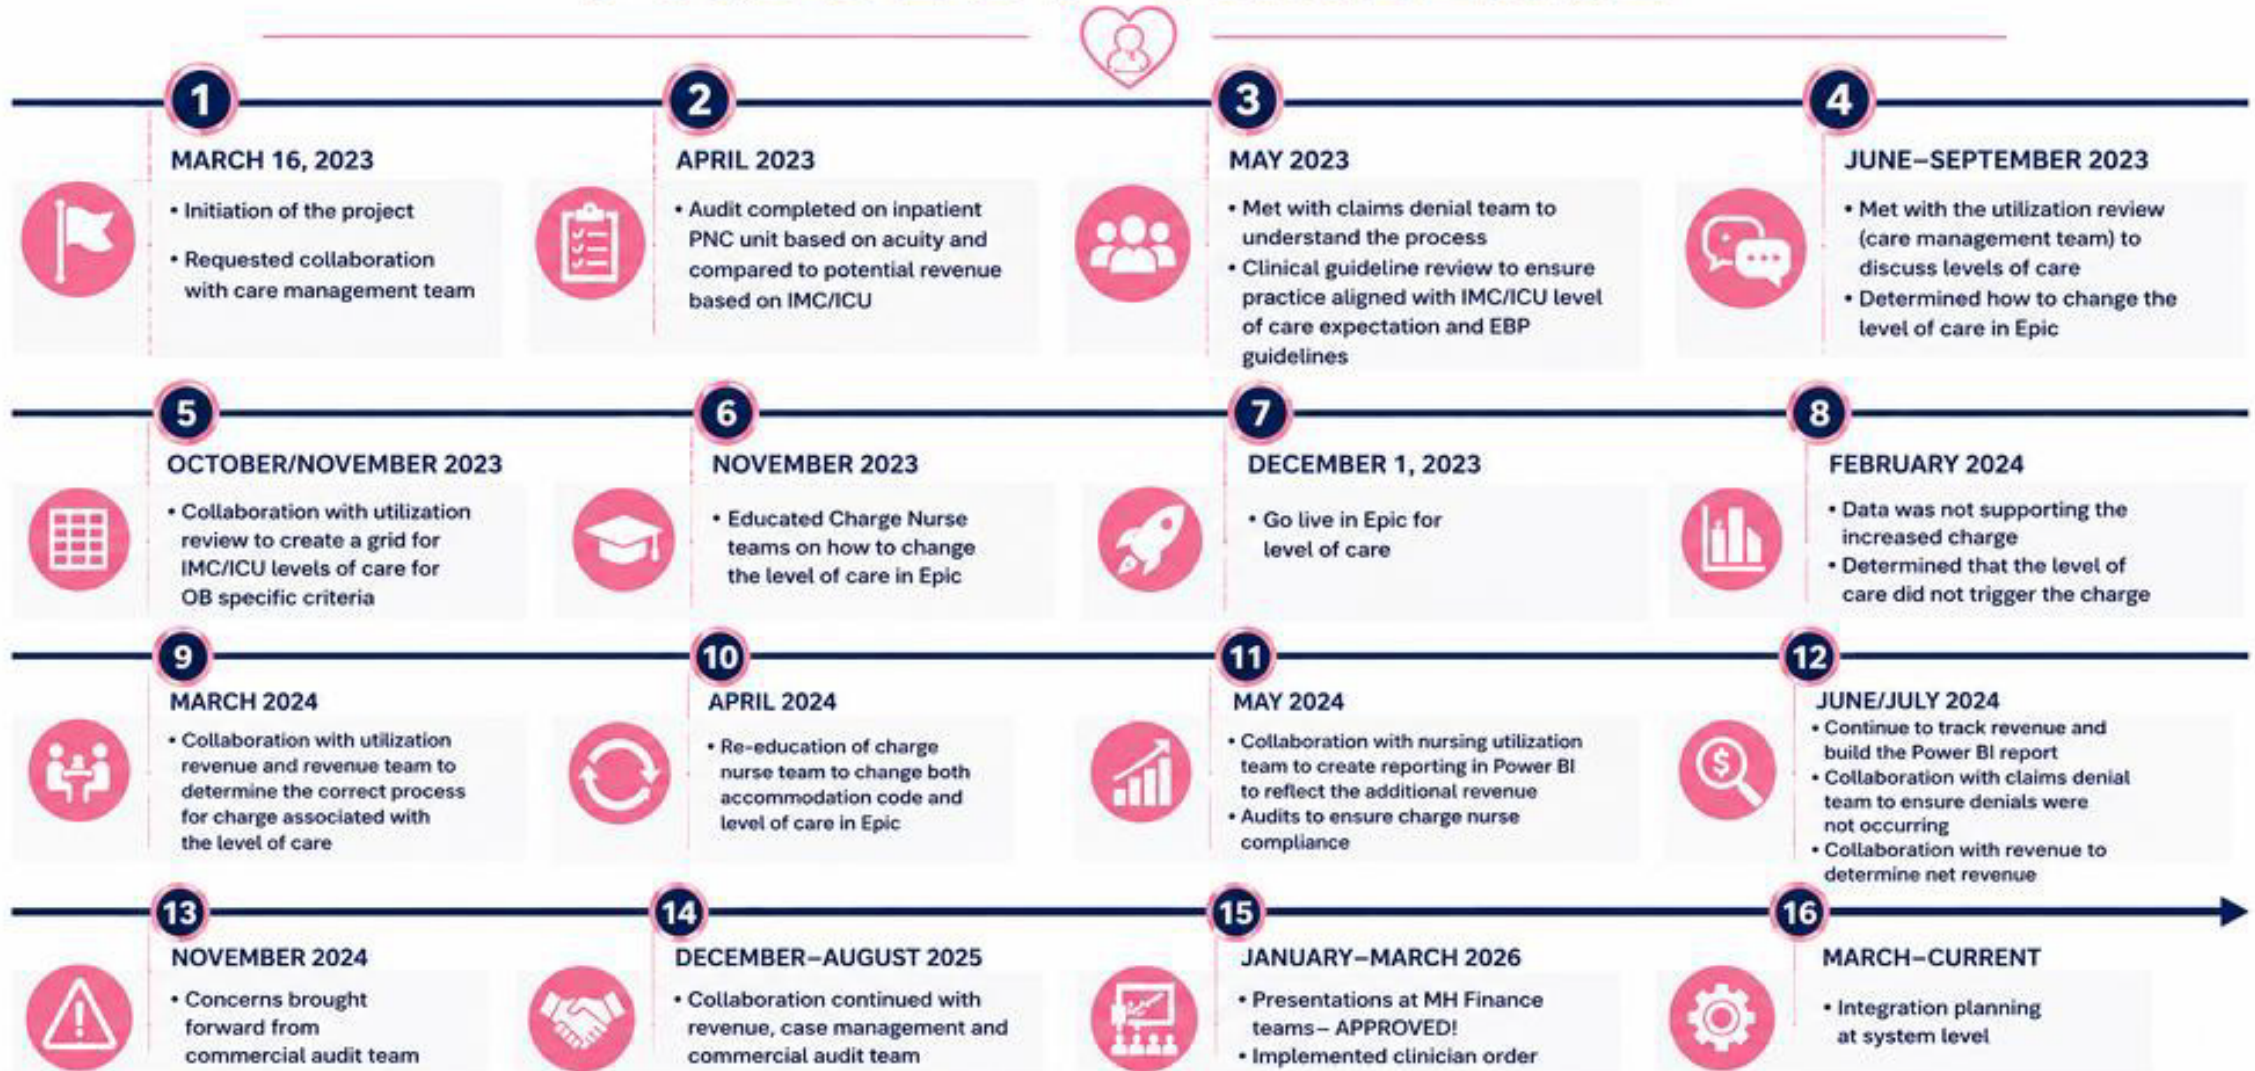 1
MARCH 16, 2023
• Initiation of the project
• Requested collaboration
with care management team
2
APRIL 2023
• Audit completed on inpatient
PNC unit based on acuity and
compared to potential revenue
based on IMC/ICU
3
MAY 2023
• Met with claims denial team to
understand the process
• Clinical guideline review to ensure
practice aligned with IMC/ICU level
of care expectation and EBP
guidelines
4
JUNE–SEPTEMBER 2023
• Met with the utilization review
(care management team) to
discuss levels of care
• Determined how to change the
level of care in Epic
5
OCTOBER/NOVEMBER 2023
• Collaboration with utilization
review to create a grid for
IMC/ICU levels of care for
OB specific criteria
6
NOVEMBER 2023
• Educated Charge Nurse
teams on how to change
the level of care in Epic
7
DECEMBER 1, 2023
• Go live in Epic for
level of care
8
FEBRUARY 2024
• Data was not supporting the
increased charge
• Determined that the level of
care did not trigger the charge
9
MARCH 2024
• Collaboration with utilization
revenue and revenue team to
determine the correct process
for charge associated with
the level of care
10
APRIL 2024
• Re-education of charge
nurse team to change both
accommodation code and
level of care in Epic
11
MAY 2024
• Collaboration with nursing utilization
team to create reporting in Power BI
to reflect the additional revenue
• Audits to ensure charge nurse
compliance
12
JUNE/JULY 2024
• Continue to track revenue and
build the Power BI report
• Collaboration with claims denial
team to ensure denials were
not occurring
• Collaboration with revenue to
determine net revenue
13
NOVEMBER 2024
• Concerns brought
forward from
commercial audit team
14
DECEMBER–AUGUST 2025
• Collaboration continued with
revenue, case management and
commercial audit team
15
JANUARY–MARCH 2026
• Presentations at MH Finance
teams– APPROVED!
• Implemented clinician order
16
MARCH–CURRENT
• Integration planning
at system level